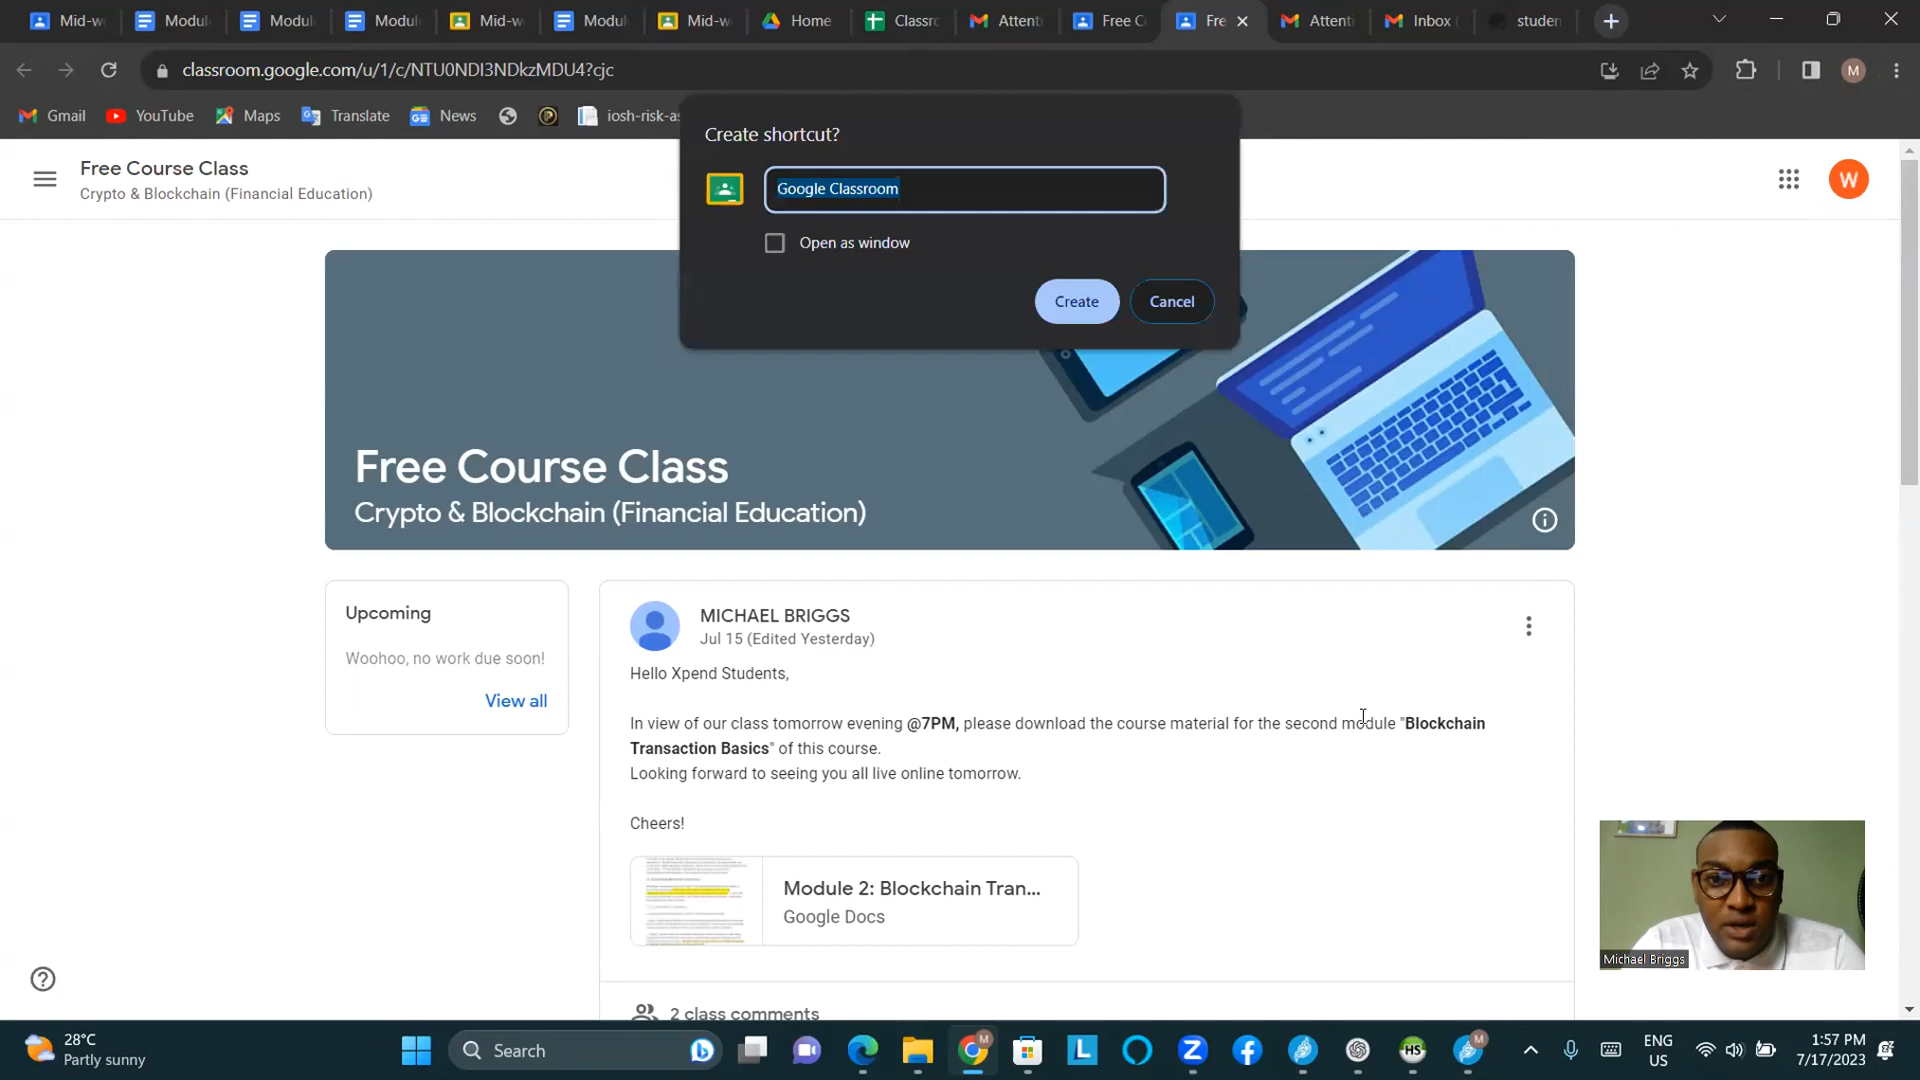 Mid-w
Modul
Modul
Modul
Mid-w
Modul
Mid-w
Home
Classr
Attenti
Free C
Fre
Attenti
Inbox
studen
classroom.google.com/u/1/c/NTU0NDI3NDkzMDU4?cjc
M
Gmail
YouTube
Maps
Translate
News
iosh-risk-as
Create shortcut?
Google Classroom
Open as window
Create
Cancel
Free Course Class
Crypto & Blockchain (Financial Education)
W
Free Course Class
Crypto & Blockchain (Financial Education)
Upcoming
Woohoo, no work due soon!
View all
MICHAEL BRIGGS
Jul 15 (Edited Yesterday)
Hello Xpend Students,
In view of our class tomorrow evening @7PM, please download the course material for the second module "Blockchain
Transaction Basics" of this course.
Looking forward to seeing you all live online tomorrow.
Cheers!
Module 2: Blockchain Tran...
Google Docs
2 class comments
Michael Briggs
28°C
Partly sunny
Search
ENG
US
1:57 PM
7/17/2023